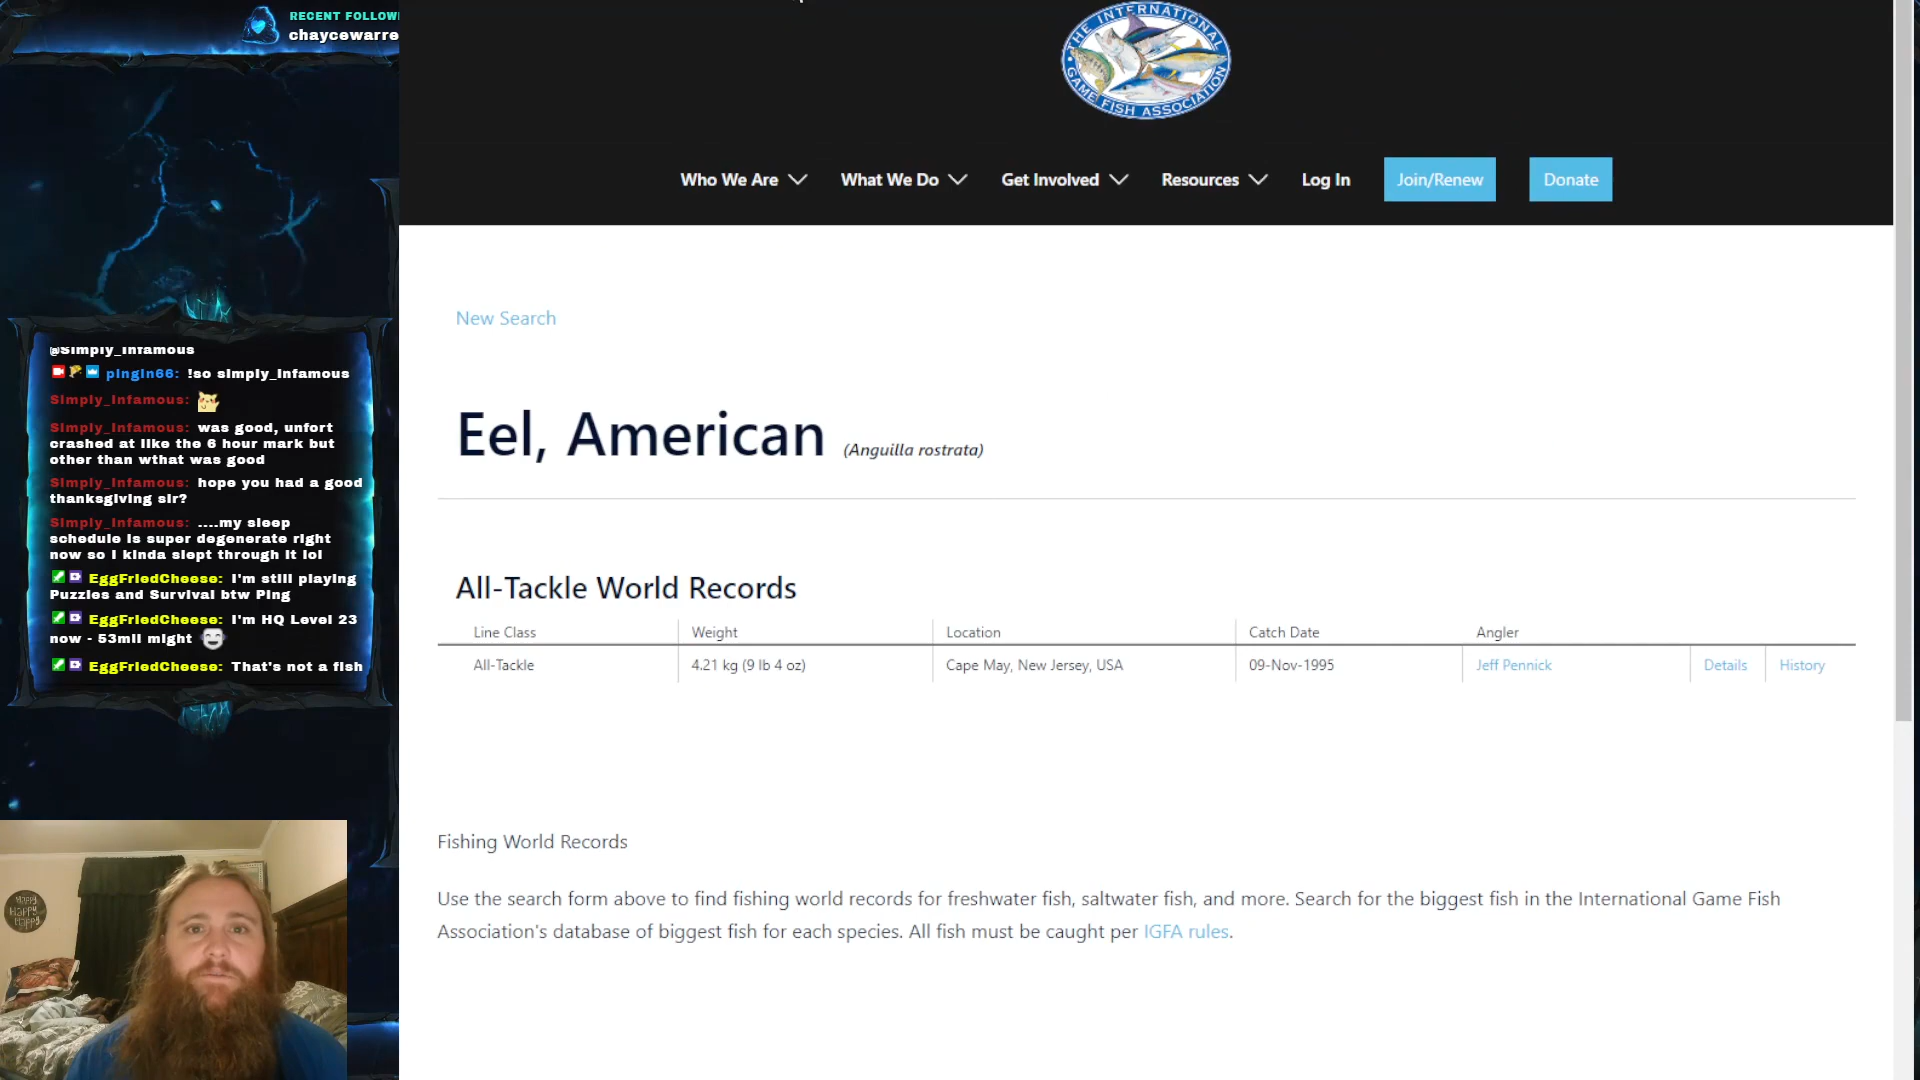 RECENT FOLLOW
chaycewarre
THE INTERNATIONAL
GAME FISH ASSOCIATION
Who We Are
What We Do
Get Involved
Resources
Log In
Join/Renew
Donate
New Search
Eel, American (Anguilla rostrata)
All-Tackle World Records
Line Class Weight Location Catch Date Angler
All-Tackle 4.21 kg (9 lb 4 oz) Cape May, New Jersey, USA 09-Nov-1995 Jeff Pennick Details History
Fishing World Records
Use the search form above to find fishing world records for freshwater fish, saltwater fish, and more. Search for the biggest fish in the International Game Fish
Association's database of biggest fish for each species. All fish must be caught per IGFA rules.
@Simply_Infamous
pingin66: !so simply_infamous
Simply_Infamous:
Simply_Infamous: was good, unfort
crashed at like the 6 hour mark but
other than wthat was good
Simply_Infamous: hope you had a good
thanksgiving sir?
Simply_Infamous: ....my sleep
schedule is super degenerate right
now so I kinda slept through it lol
EggFriedCheese: I'm still playing
Puzzles and Survival btw Ping
EggFriedCheese: I'm HQ Level 23
now - 53mil might
EggFriedCheese: That's not a fish
Happy
Happy
Happy